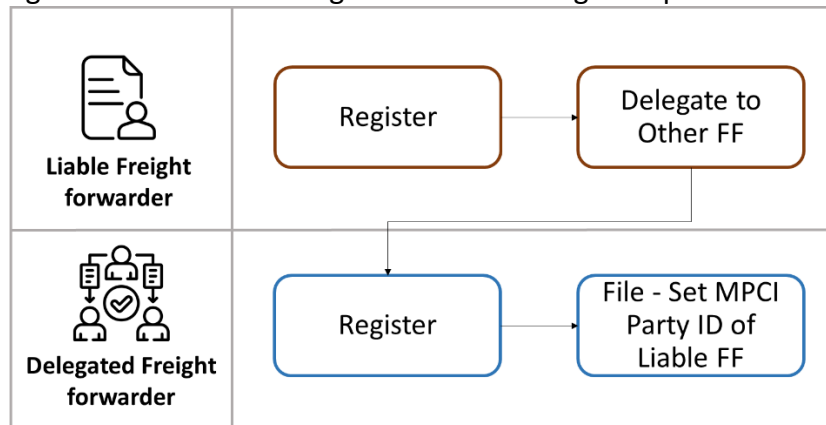 Liable Freight
forwarder
Register
Delegate to
Other FF
Delegated Freight
forwarder
Register
File - Set MPCI
Party ID of
Liable FF